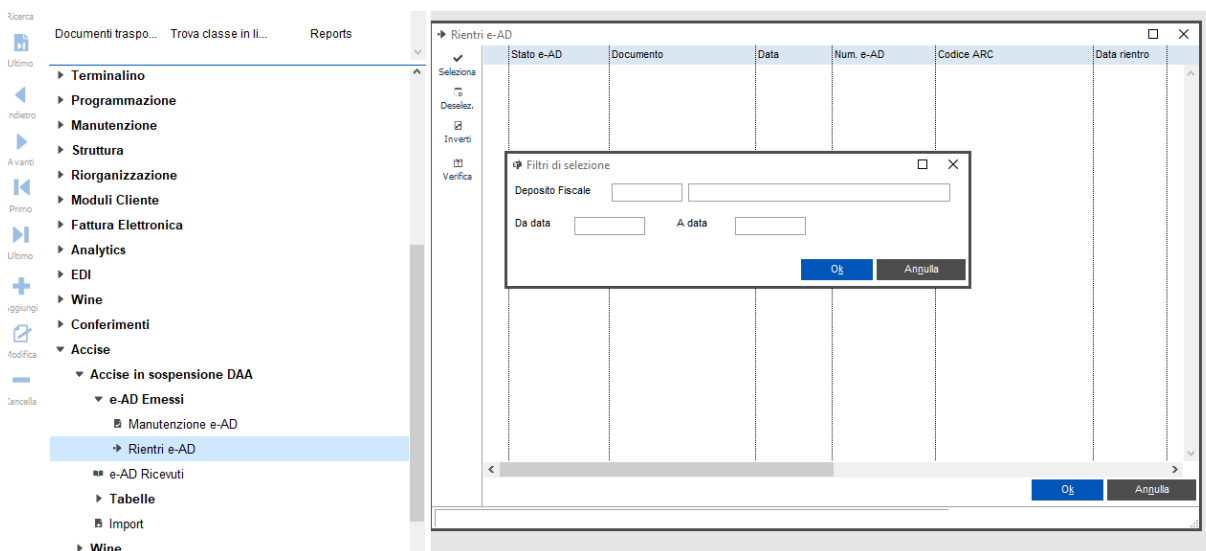 Ricerca
Ultimo
Indietro
Avanti
Primo
Ultimo
Aggiungi
Modifica
Cancella
Documenti traspo... Trova classe in li... Reports
Terminalino
Programmazione
Manutenzione
Struttura
Riorganizzazione
Moduli Cliente
Fattura Elettronica
Analytics
EDI
Wine
Conferimenti
Accise
Accise in sospensione DAA
e-AD Emessi
Manutenzione e-AD
Rientri e-AD
e-AD Ricevuti
Tabelle
Import
Wine
Rientri e-AD
Seleziona
Deselez.
Inverti
Verifica
Stato e-AD Documento Data Num. e-AD Codice ARC Data rientro
Filtri di selezione
Deposito Fiscale
Da data A data
Ok Annulla
Ok Annulla